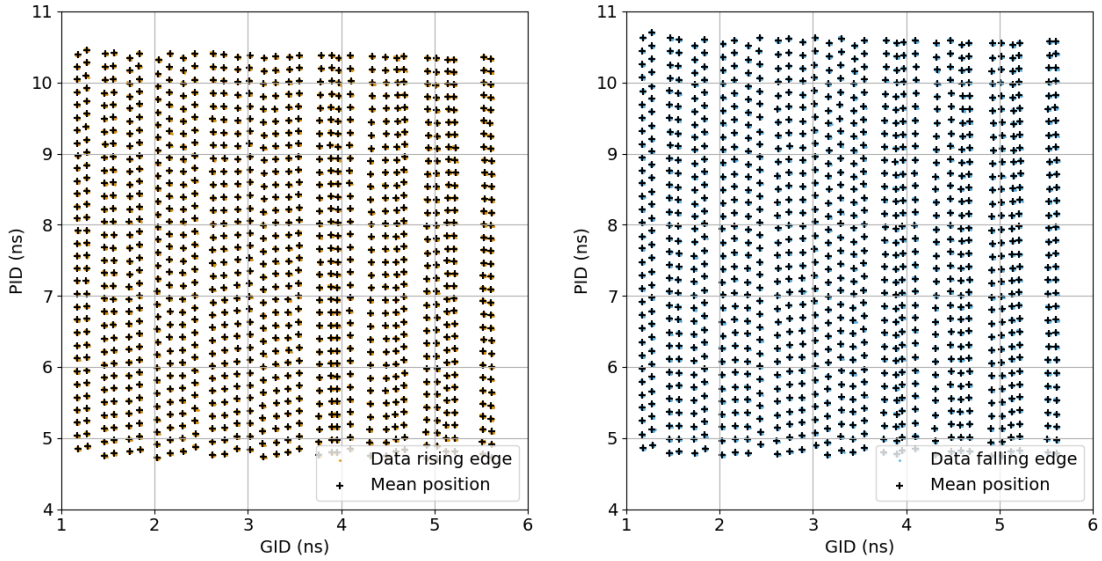 11
10
9
8
7
6
5
4
PID (ns)
1 2 3 4 5 6
GID (ns)
Data rising edge
Mean position
11
10
9
8
7
6
5
4
PID (ns)
1 2 3 4 5 6
GID (ns)
Data falling edge
Mean position